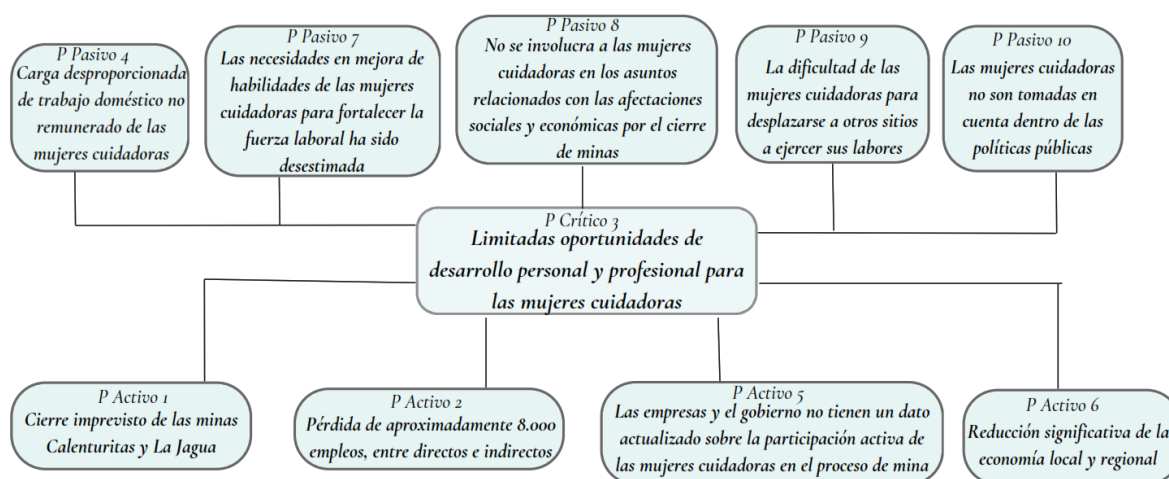 P Pasivo 4
Carga desproporcionada
de trabajo doméstico no
remunerado de las
mujeres cuidadoras
P Pasivo 7
Las necesidades en mejora de
habilidades de las mujeres
cuidadoras para fortalecer la
fuerza laboral ha sido
desestimada
P Pasivo 8
No se involucra a las mujeres
cuidadoras en los asuntos
relacionados con las afectaciones
sociales y económicas por el cierre
de minas
P Pasivo 9
La dificultad de las
mujeres cuidadoras para
desplazarse a otros sitios
a ejercer sus labores
P Pasivo 10
Las mujeres cuidadoras
no son tomadas en
cuenta dentro de las
políticas públicas
P Crítico 3
Limitadas oportunidades de
desarrollo personal y profesional para
las mujeres cuidadoras
P Activo 1
Cierre imprevisto de las minas
Calenturitas y La Jagua
P Activo 2
Pérdida de aproximadamente 8.000
empleos, entre directos e indirectos
P Activo 5
Las empresas y el gobierno no tienen un dato
actualizado sobre la participación activa de
las mujeres cuidadoras en el proceso de mina
P Activo 6
Reducción significativa de la
economía local y regional